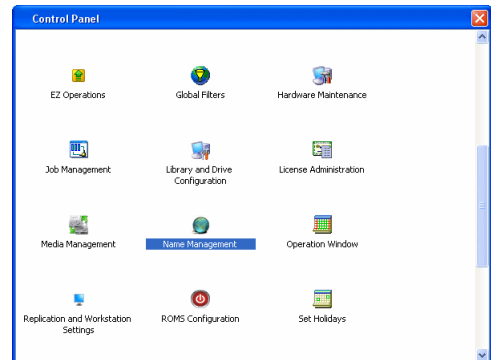 Control Panel
EZ Operations
Global Filters
Hardware Maintenance
Job Management
Library and Drive
Configuration
License Administration
Media Management
Name Management
Operation Window
Replication and Workstation
Settings
ROMS Configuration
Set Holidays